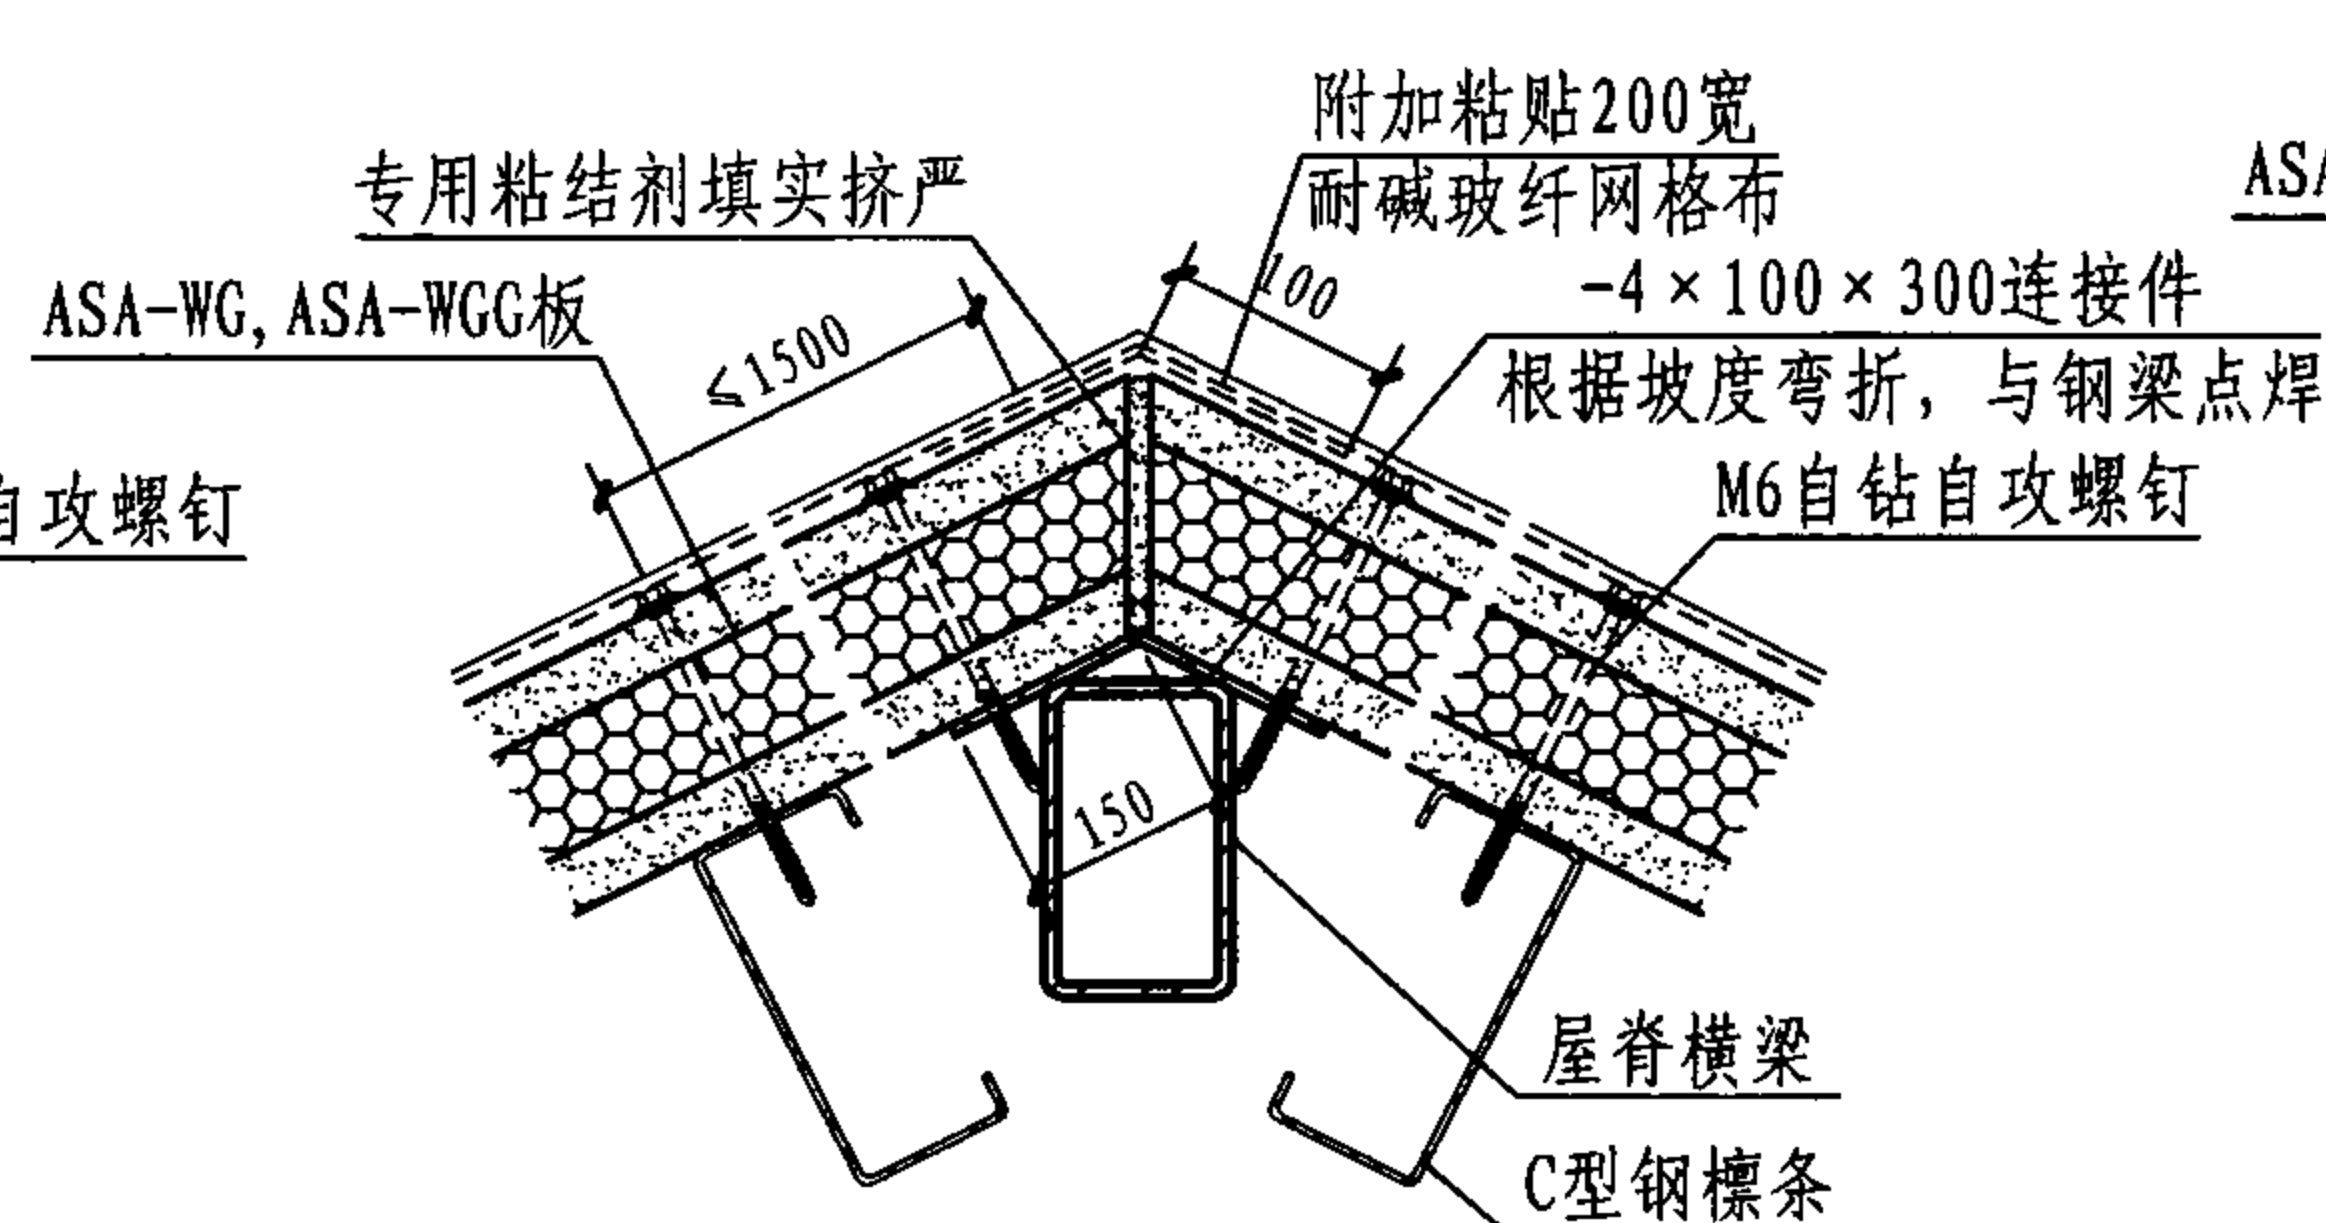 附加粘贴200宽
耐碱玻纤网格布
专用粘结剂填实挤严
ASA
ASA-WG, ASA-WGG板
-4×100×300连接件
根据坡度弯折，与钢梁点焊
100
≤1500
自攻螺钉
M6自钻自攻螺钉
150
屋脊横梁
C型钢檩条